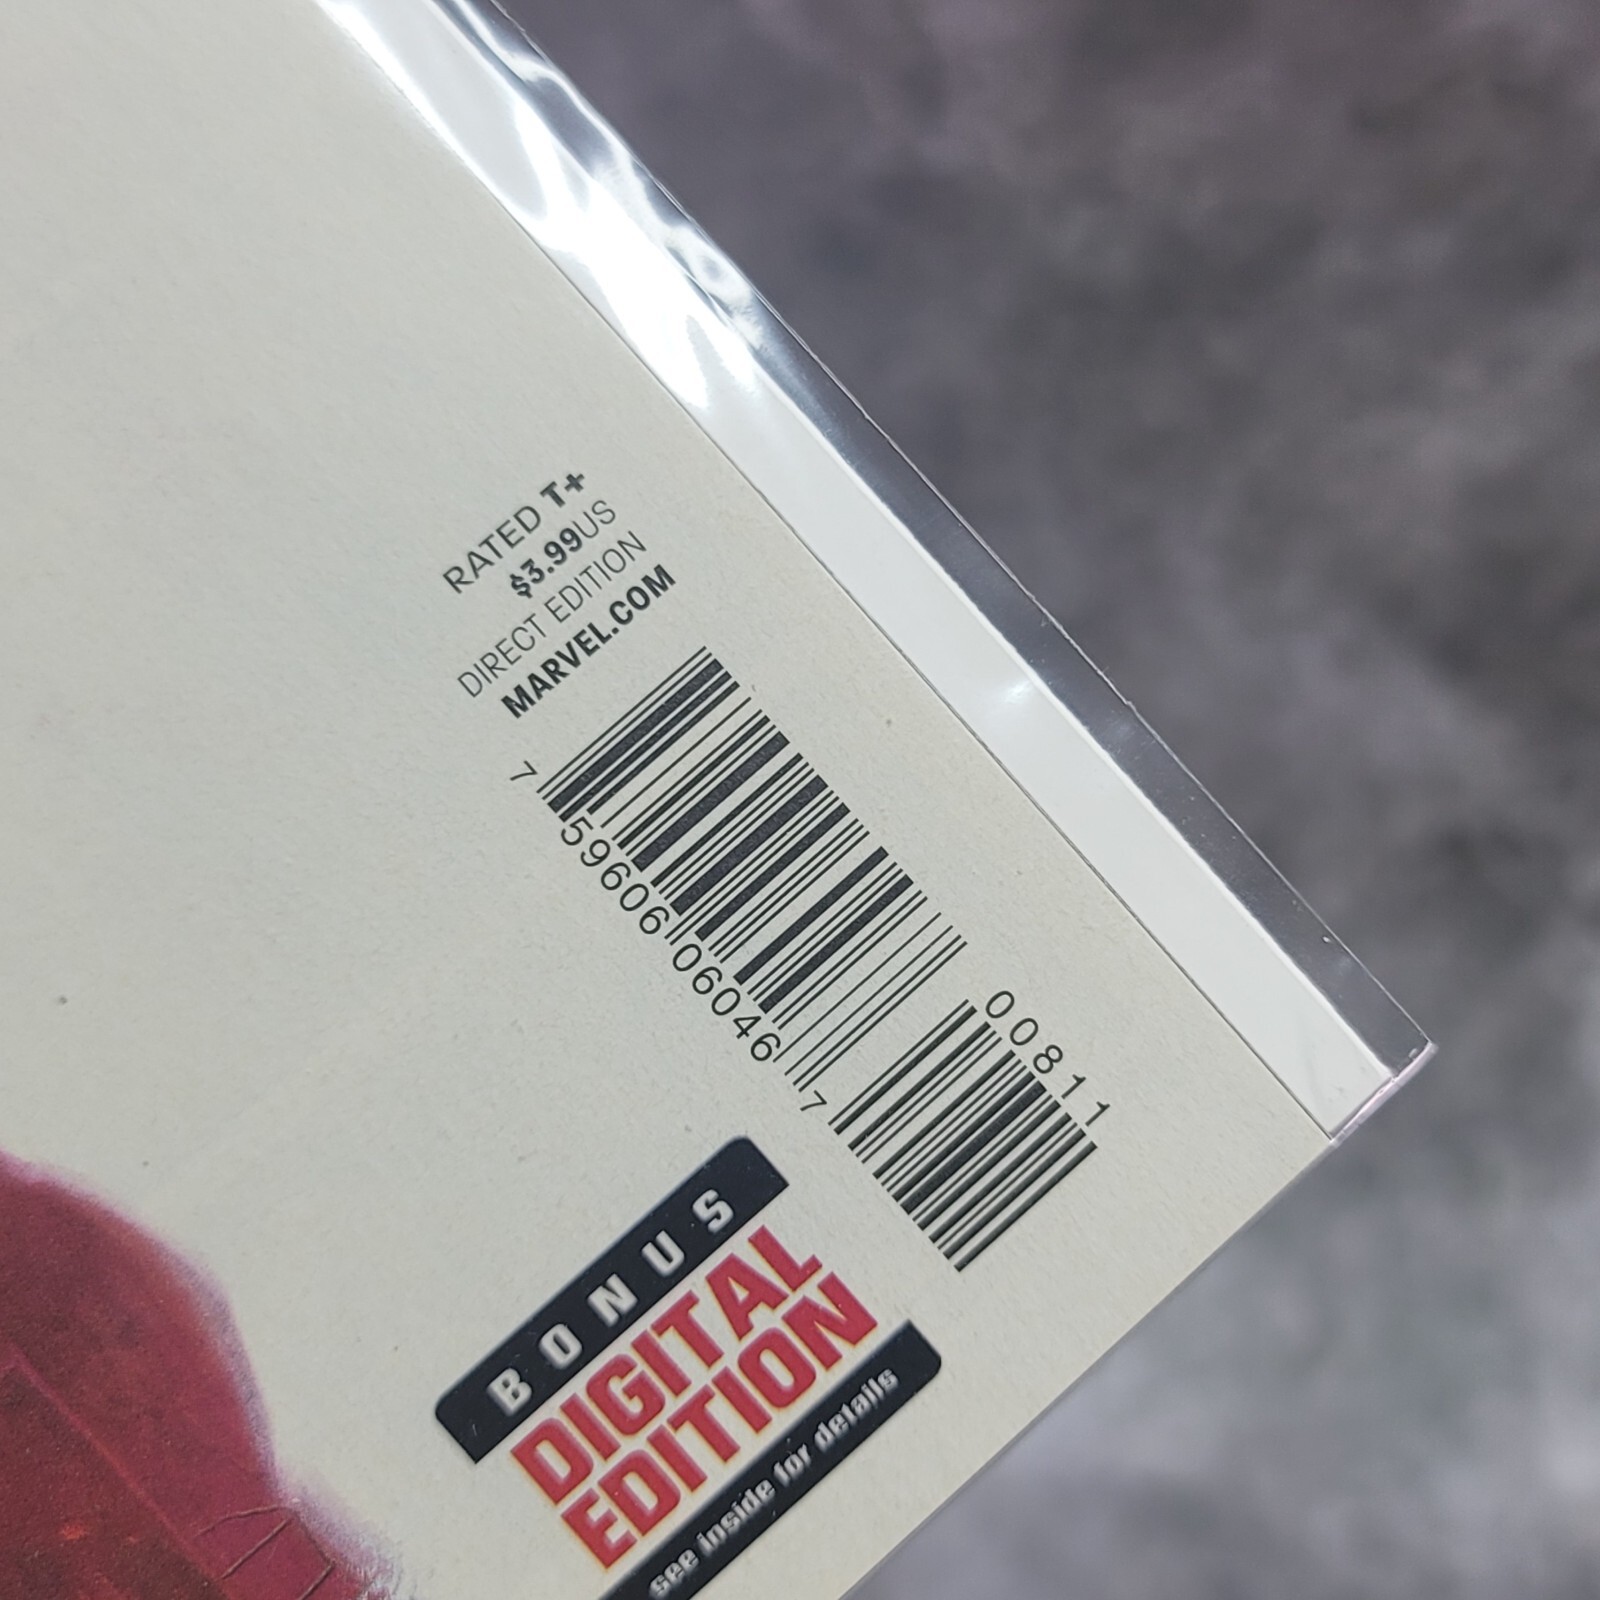 RATED T+
$3.99US
DIRECT EDITION
MARVEL.COM
7 59606 06046 7
00811
BONUS
DIGITAL
EDITION
see inside for details